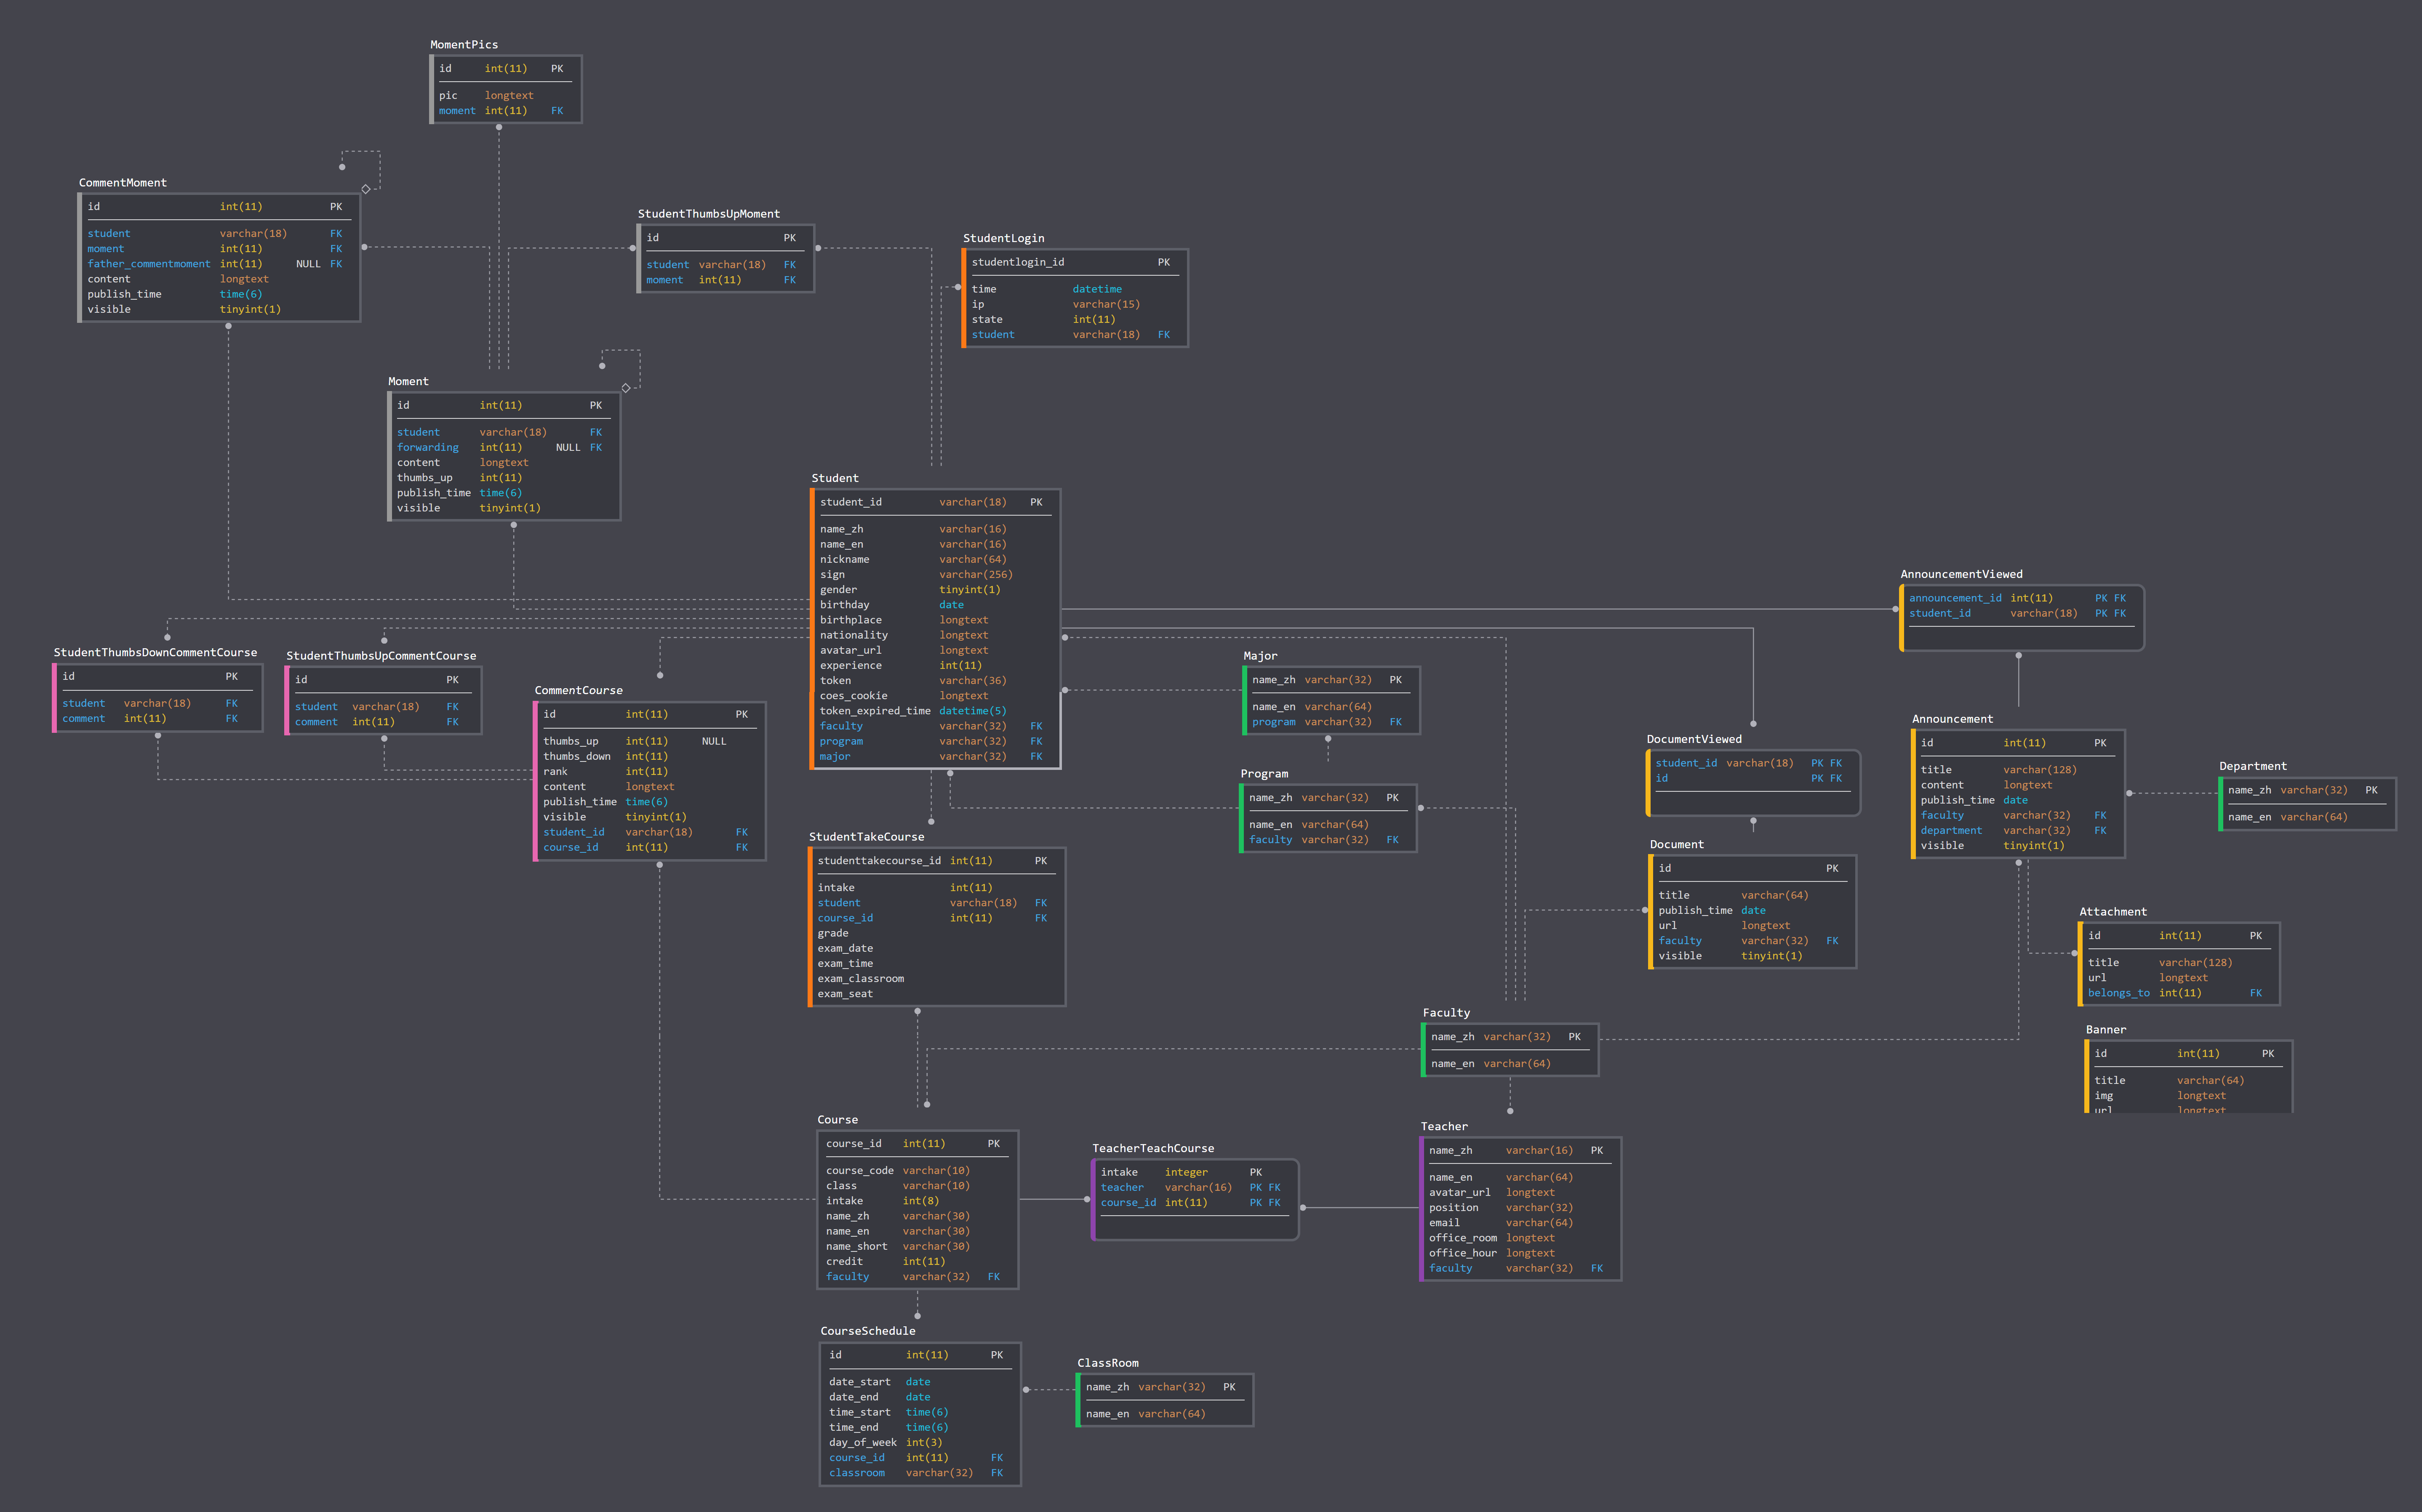 MomentPics
id int(11) PK
pic longtext
moment int(11) FK
CommentMoment
id int(11) PK
student varchar(18) FK
moment int(11) FK
father_commentmoment int(11) NULL FK
content longtext
publish_time time(6)
visible tinyint(1)
StudentThumbsUpMoment
id PK
student varchar(18) FK
moment int(11) FK
StudentLogin
studentlogin_id PK
time datetime
ip varchar(15)
state int(11)
student varchar(18) FK
Moment
id int(11) PK
student varchar(18) FK
forwarding int(11) NULL FK
content longtext
thumbs_up int(11)
publish_time time(6)
visible tinyint(1)
Student
student_id varchar(18) PK
name_zh varchar(16)
name_en varchar(16)
nickname varchar(64)
sign varchar(256)
gender tinyint(1)
birthday date
birthplace longtext
nationality longtext
avatar_url longtext
experience int(11)
token varchar(36)
coes_cookie longtext
token_expired_time datetime(5)
faculty varchar(32) FK
program varchar(32) FK
major varchar(32) FK
AnnouncementViewed
announcement_id int(11) PK FK
student_id varchar(18) PK FK
StudentThumbsDownCommentCourse
id PK
student varchar(18) FK
comment int(11) FK
StudentThumbsUpCommentCourse
id PK
student varchar(18) FK
comment int(11) FK
CommentCourse
id int(11) PK
thumbs_up int(11) NULL
thumbs_down int(11)
rank int(11)
content longtext
publish_time time(6)
visible tinyint(1)
student_id varchar(18) FK
course_id int(11) FK
Major
name_zh varchar(32) PK
name_en varchar(64)
program varchar(32) FK
Program
name_zh varchar(32) PK
name_en varchar(64)
faculty varchar(32) FK
DocumentViewed
student_id varchar(18) PK FK
id PK FK
Announcement
id int(11) PK
title varchar(128)
content longtext
publish_time date
faculty varchar(32) FK
department varchar(32) FK
visible tinyint(1)
Department
name_zh varchar(32) PK
name_en varchar(64)
StudentTakeCourse
studenttakecourse_id int(11) PK
intake int(11)
student varchar(18) FK
course_id int(11) FK
grade
exam_date
exam_time
exam_classroom
exam_seat
Document
id PK
title varchar(64)
publish_time date
url longtext
faculty varchar(32) FK
visible tinyint(1)
Attachment
id int(11) PK
title varchar(128)
url longtext
belongs_to int(11) FK
Faculty
name_zh varchar(32) PK
name_en varchar(64)
Banner
id int(11) PK
title varchar(64)
img longtext
url longtext
Course
course_id int(11) PK
course_code varchar(10)
class varchar(10)
intake int(8)
name_zh varchar(30)
name_en varchar(30)
name_short varchar(30)
credit int(11)
faculty varchar(32) FK
TeacherTeachCourse
intake integer PK
teacher varchar(16) PK FK
course_id int(11) PK FK
Teacher
name_zh varchar(16) PK
name_en varchar(64)
avatar_url longtext
position varchar(32)
email varchar(64)
office_room longtext
office_hour longtext
faculty varchar(32) FK
CourseSchedule
id int(11) PK
date_start date
date_end date
time_start time(6)
time_end time(6)
day_of_week int(3)
course_id int(11) FK
classroom varchar(32) FK
ClassRoom
name_zh varchar(32) PK
name_en varchar(64)